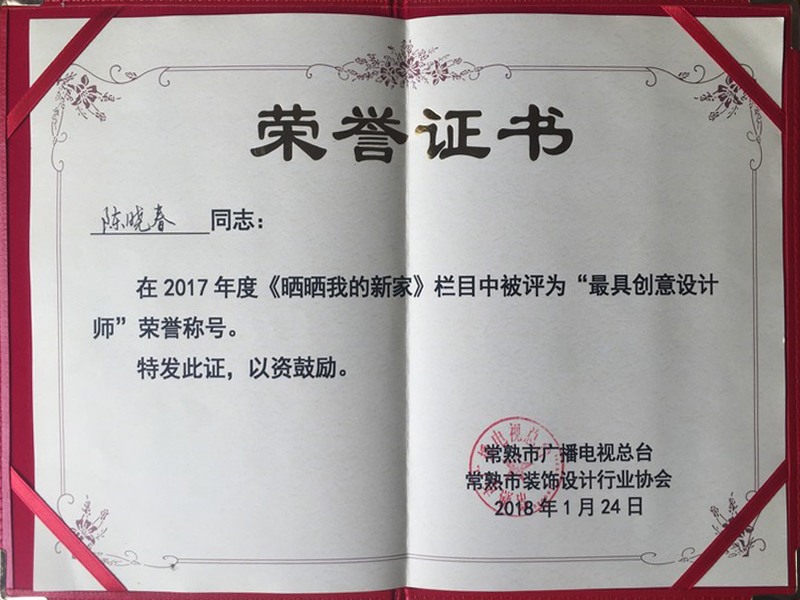 荣誉证书
陈晓春 同志：
在2017年度《晒晒我的新家》栏目中被评为“最具创意设计
师”荣誉称号。
特发此证，以资鼓励。
常熟市广播电视总台
常熟市装饰设计行业协会
2018年1月24日